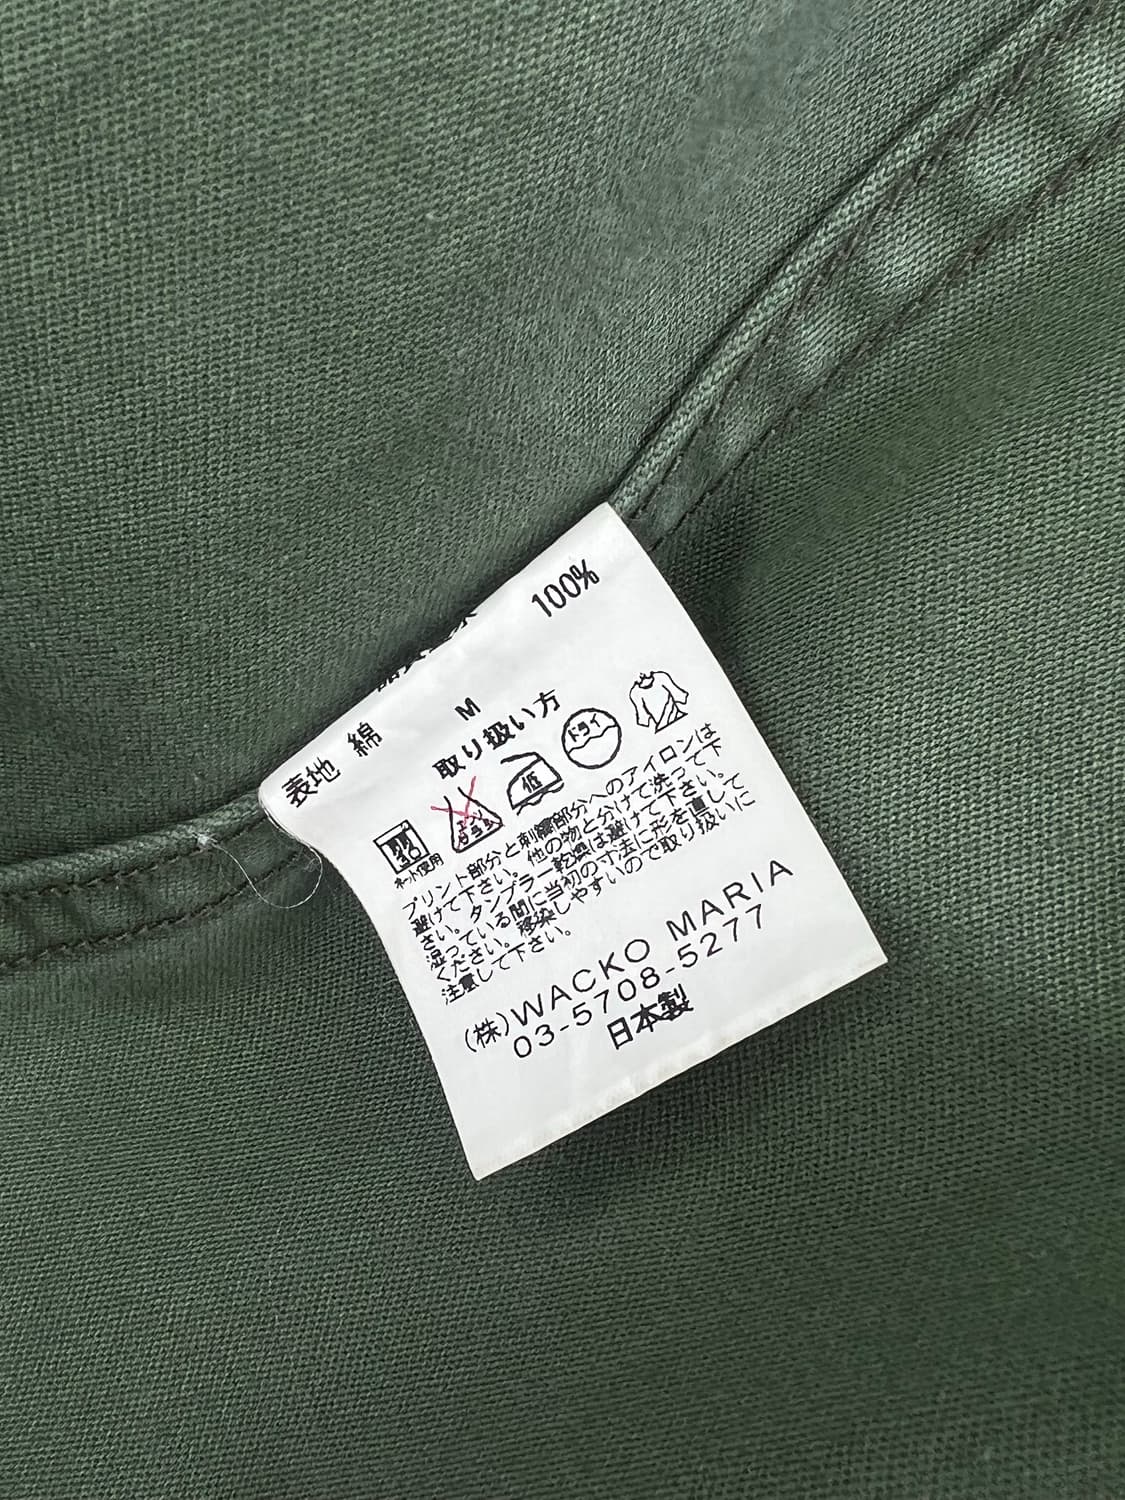 100%
表地 綿
M
取り扱い方
低
ドライ
ネット使用
プリント部分と刺繍部分へのアイロンは
避けて下さい。他の物と分けて洗って下
さい。タンブラー乾燥は避けて下さい。
湿っている間に当初の寸法に形を直して
ください。移染しやすいので取り扱いに
注意して下さい。
(株)WACKO MARIA
03-5708-5277
日本製